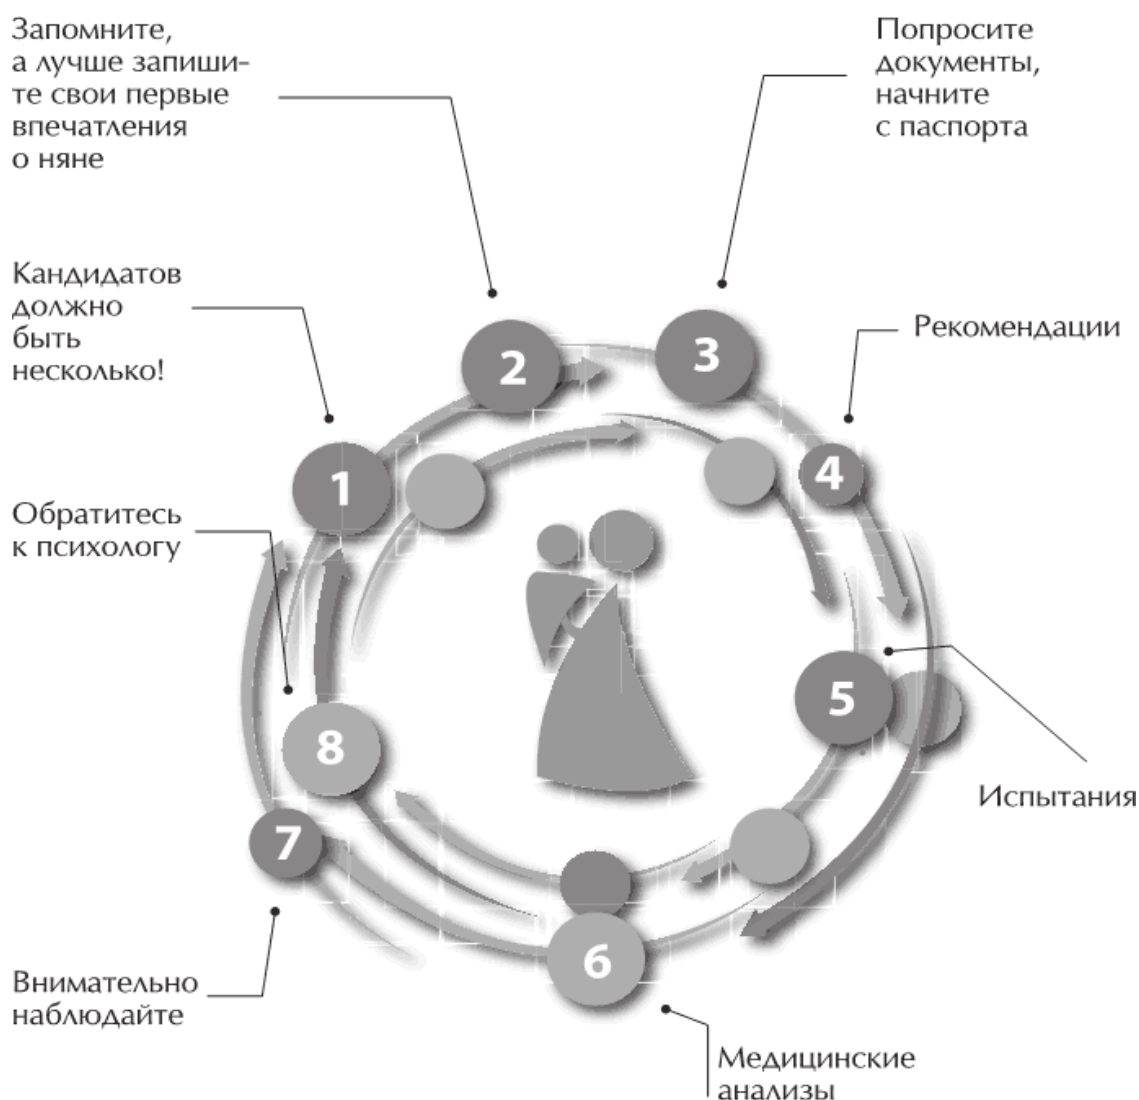 Запомните,
а лучше запиши-
те свои первые
впечатления
о няне
Попросите
документы,
начните
с паспорта
Кандидатов
должно
быть
несколько!
Рекомендации
2
3
1
4
Обратитесь
к психологу
5
8
Испытания
7
6
Внимательно
наблюдайте
Медицинские
анализы